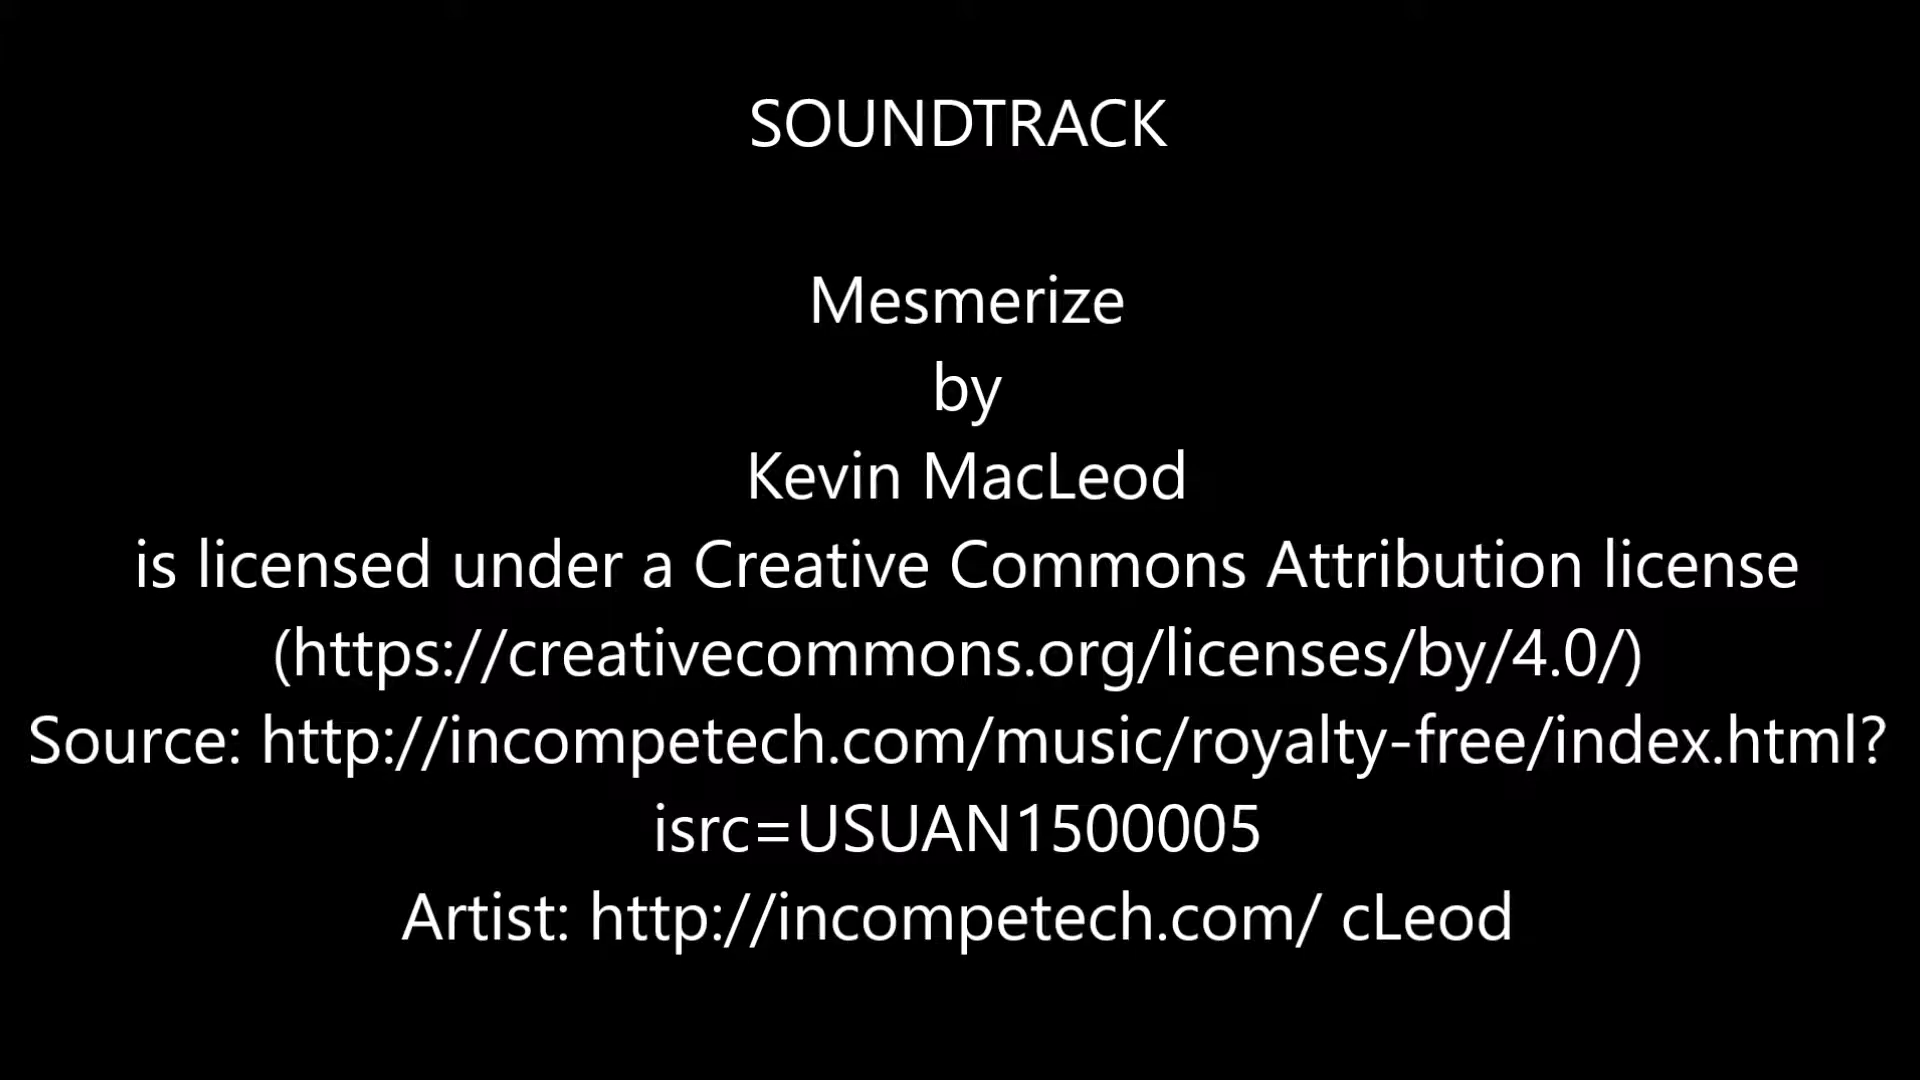 SOUNDTRACK
Mesmerize
by
Kevin MacLeod
is licensed under a Creative Commons Attribution license
(https://creativecommons.org/licenses/by/4.0/)
Source: http://incompetech.com/music/royalty-free/index.html?
isrc=USUAN1500005
Artist: http://incompetech.com/ cLeod